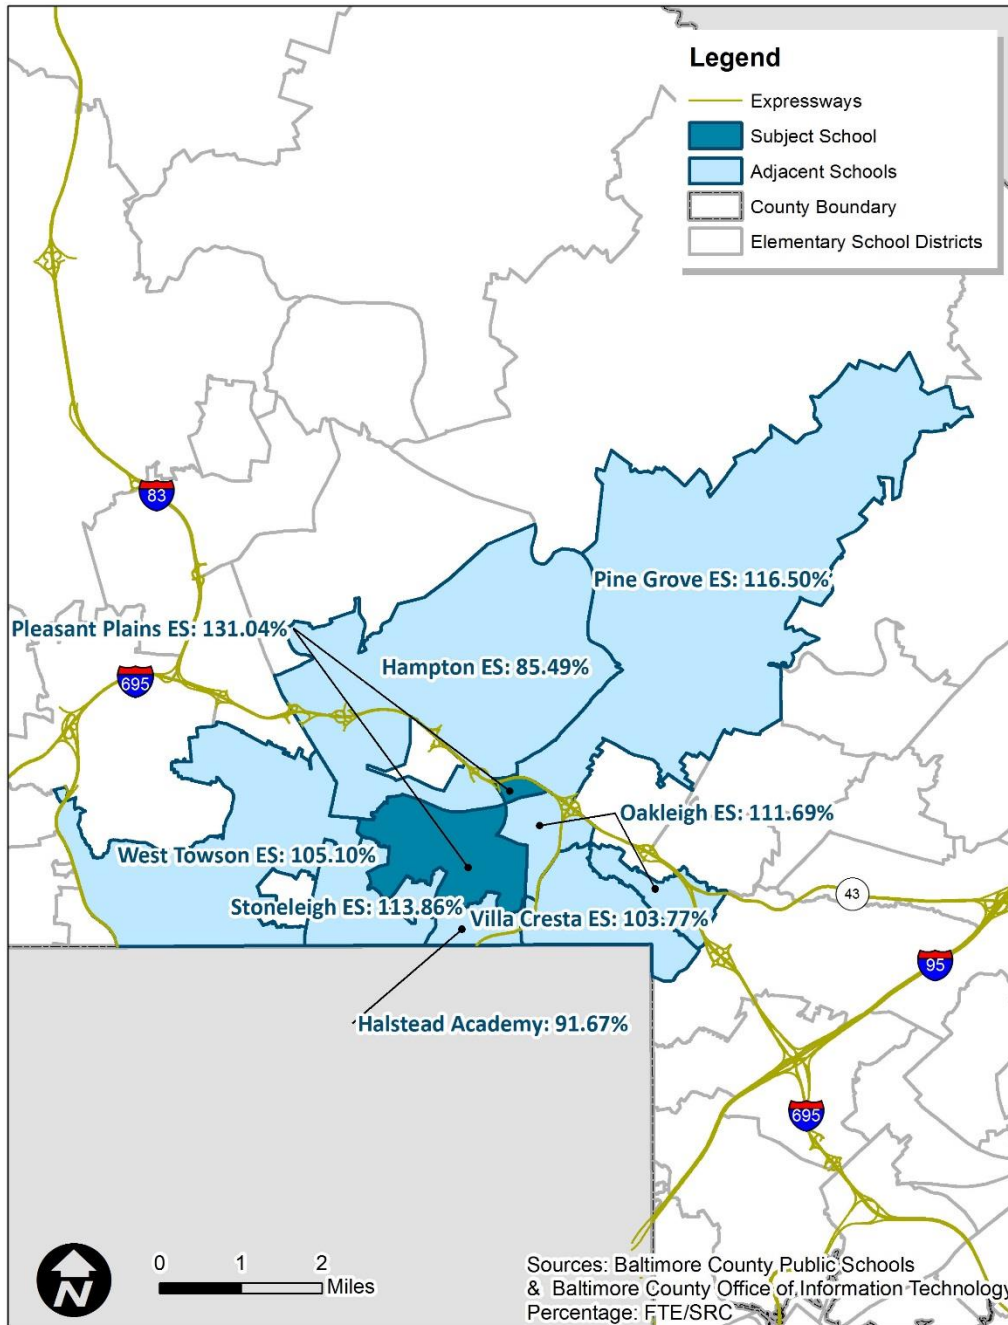 Legend
Expressways
Subject School
Adjacent Schools
County Boundary
Elementary School Districts
83
Pine Grove ES: 116.50%
Pleasant Plains ES: 131.04%
Hampton ES: 85.49%
695
Oakleigh ES: 111.69%
West Towson ES: 105.10%
43
Stoneleigh ES: 113.86%
Villa Cresta ES: 103.77%
95
Halstead Academy: 91.67%
695
N
0 1 2
Miles
Sources: Baltimore County Public Schools
& Baltimore County Office of Information Technology
Percentage: FTE/SRC